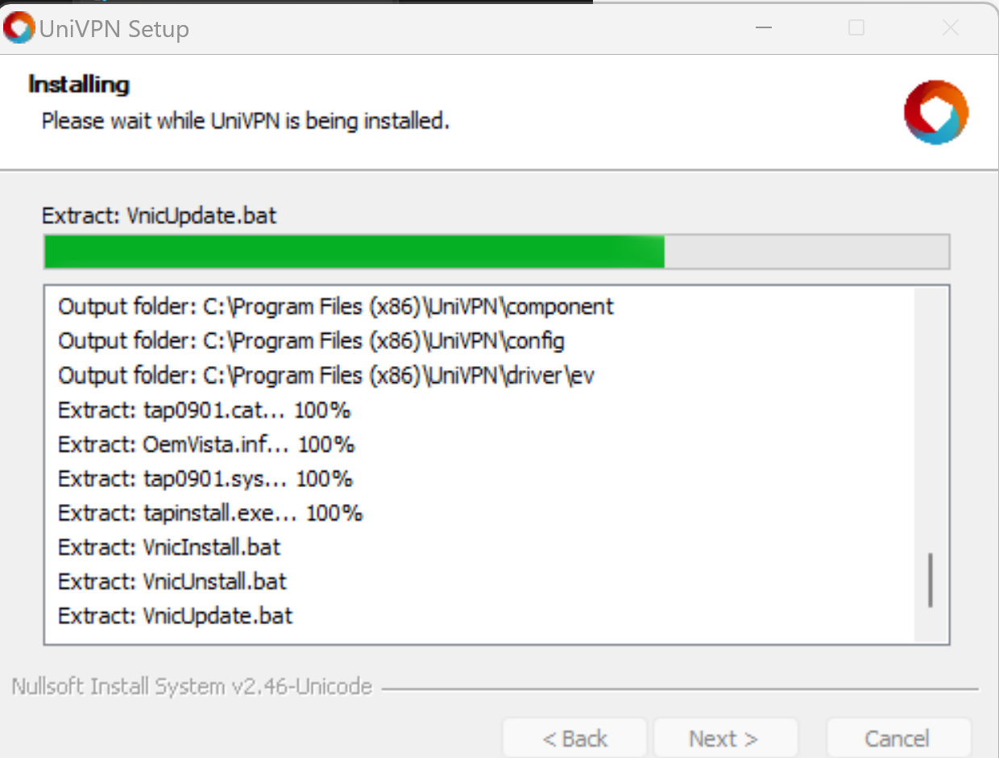 UniVPN Setup
Installing
Please wait while UniVPN is being installed.
Extract: VnicUpdate.bat
Output folder: C:\Program Files (x86)\UniVPN\component
Output folder: C:\Program Files (x86)\UniVPN\config
Output folder: C:\Program Files (x86)\UniVPN\driver\ev
Extract: tap0901.cat... 100%
Extract: OemVista.inf... 100%
Extract: tap0901.sys... 100%
Extract: tapinstall.exe... 100%
Extract: VnicInstall.bat
Extract: VnicUnstall.bat
Extract: VnicUpdate.bat
Nullsoft Install System v2.46-Unicode
< Back Next > Cancel